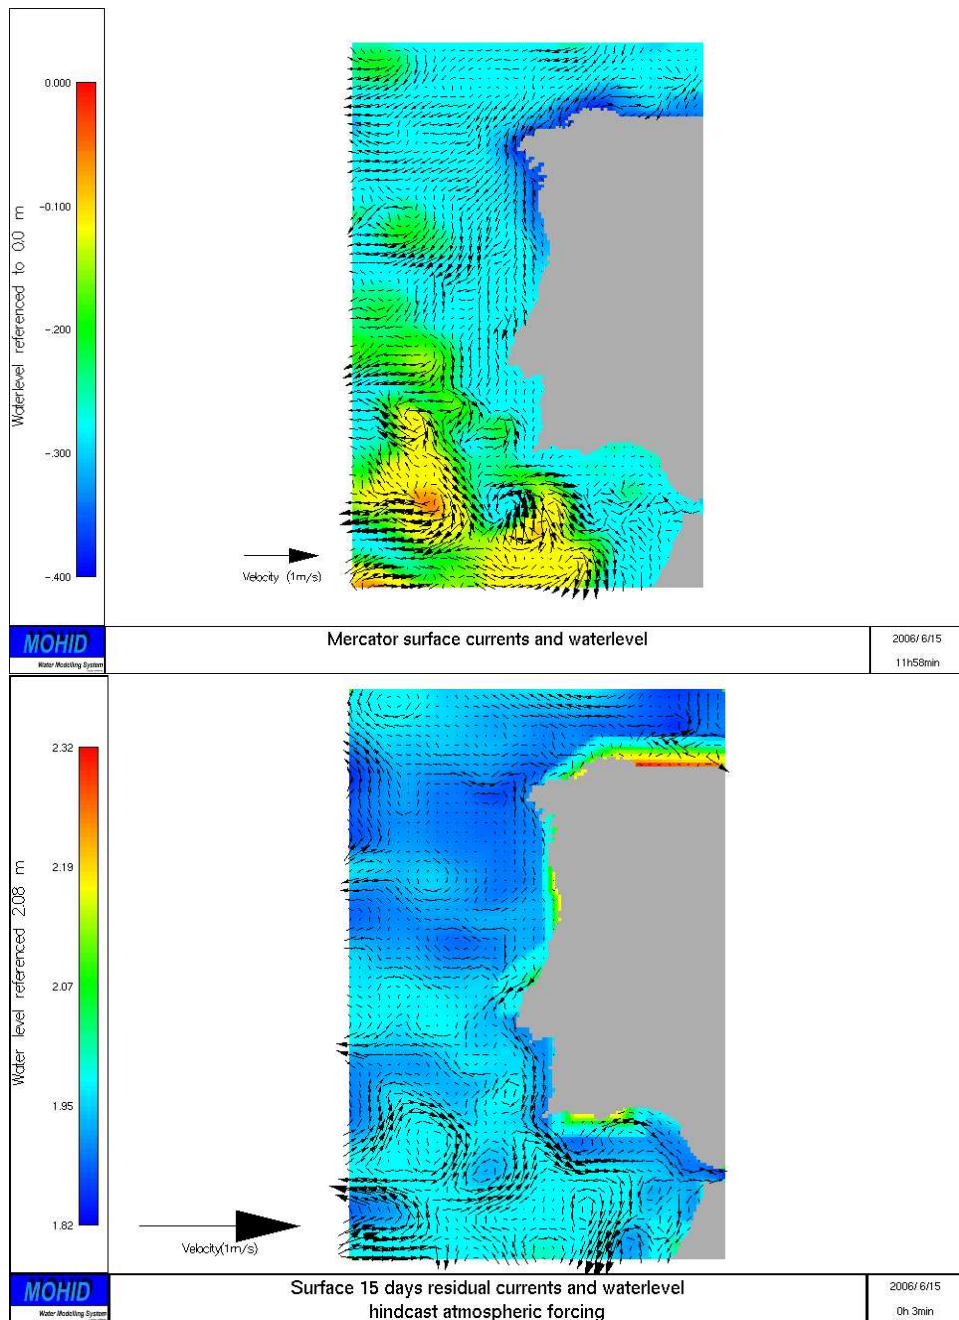 0.000
-0.100
-.200
-.300
-.400
Waterlevel referenced to 0.0 m
Velocity (1m/s)
MOHID
Water Modelling System
Mercator surface currents and waterlevel
2006/6/15
11h58min
2.32
2.19
2.07
1.95
1.82
Water level referenced 2.08 m
Velocity(1m/s)
MOHID
Water Modelling System
Surface 15 days residual currents and waterlevel
hindcast atmospheric forcing
2006/6/15
0h 3min